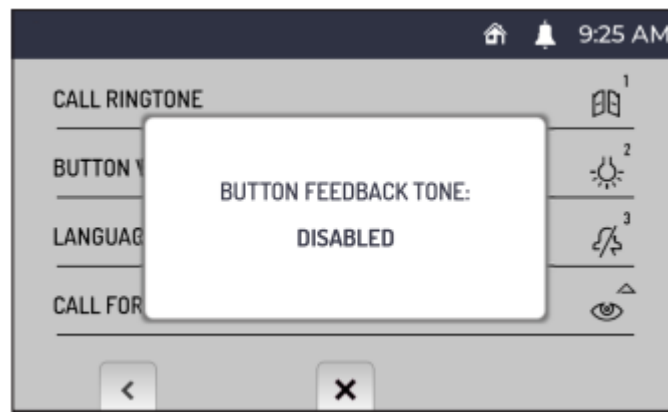 9:25 AM
CALL RINGTONE
1
BUTTON
2
BUTTON FEEDBACK TONE:
LANGUAG
3
DISABLED
CALL FOR